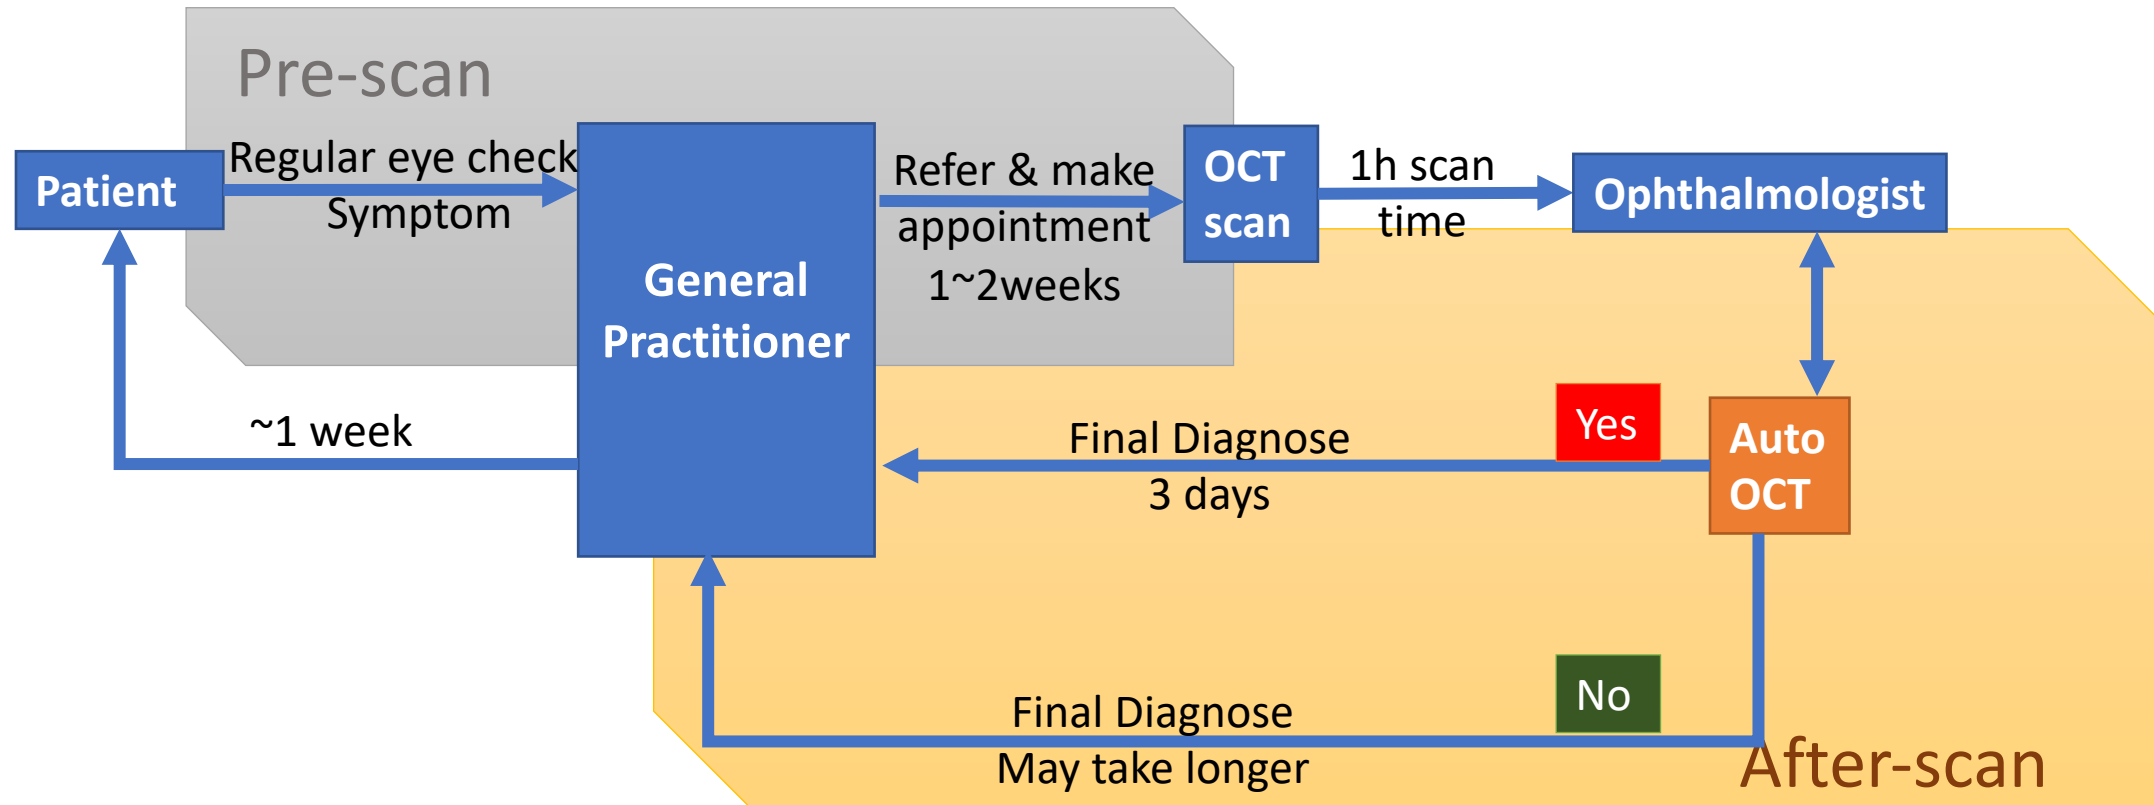 Pre-scan
Patient
Regular eye check
Symptom
General
Practitioner
Refer & make
appointment
1~2weeks
OCT
scan
1h scan
time
Ophthalmologist
~1 week
Final Diagnose
3 days
Yes
Auto
OCT
No
Final Diagnose
May take longer
After-scan